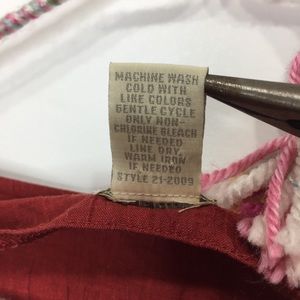 MACHINE WASH
COLD WITH
LIKE COLORS
GENTLE CYCLE
ONLY NON-
CHLORINE BLEACH
IF NEEDED
LINE DRY,
WARM IRON
IF NEEDED
STYLE 21-2009